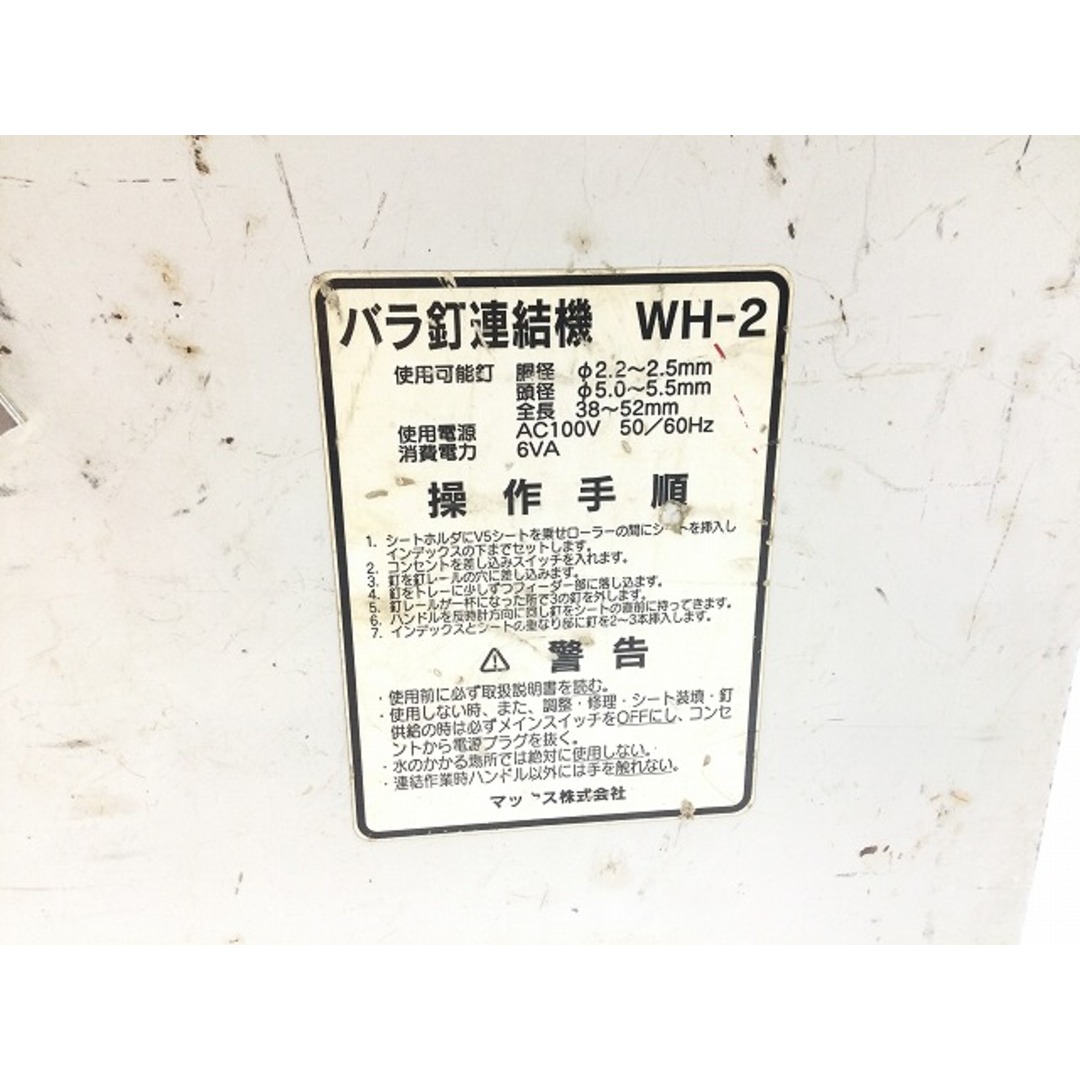 バラ釘連結機 WH-2
使用可能釘 胴径 φ2.2～2.5mm
頭径 φ5.0～5.5mm
全長 38～52mm
使用電源 AC100V 50/60Hz
消費電力 6VA
操作手順
1. シートホルダにV5シートを乗せローラーの間にシートを挿入し
インデックスの下までセットします。
2. コンセントを差し込みスイッチを入れます。
3. 釘を釘レールの穴に差し込みます。
4. 釘をトレーに少しずつフィーダー部に落し込ます。
5. 釘レールが一杯になった所で3の釘を外します。
6. ハンドルを反時計方向に回し釘をシートの直前に持ってきます。
7. インデックスとシートの重なり部に釘を2～3本挿入します。
⚠ 警告
・使用前に必ず取扱説明書を読む。
・使用しない時、また、調整・修理・シート装填・釘
供給の時は必ずメインスイッチをOFFにし、コンセ
ントから電源プラグを抜く。
・水のかかる場所では絶対に使用しない。
・連結作業時ハンドル以外には手を触れない。
マックス株式会社